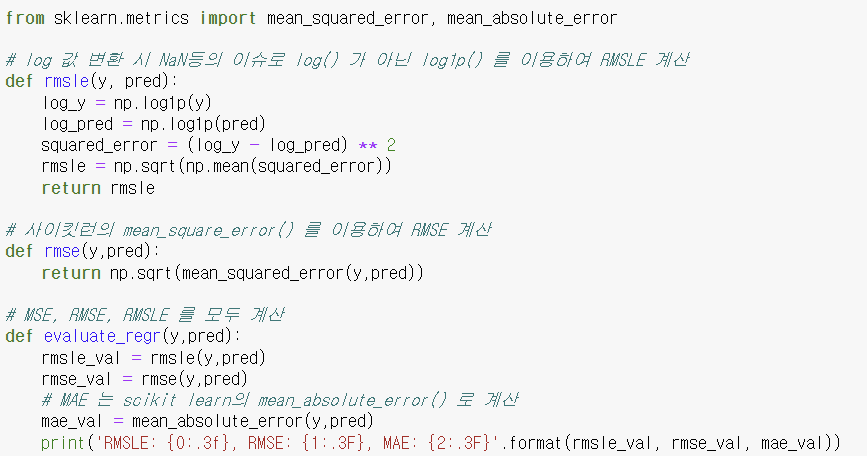 from sklearn.metrics import mean_squared_error, mean_absolute_error

# log 값 변환 시 NaN등의 이슈로 log() 가 아닌 log1p() 를 이용하여 RMSLE 계산
def rmsle(y, pred):
    log_y = np.log1p(y)
    log_pred = np.log1p(pred)
    squared_error = (log_y - log_pred) ** 2
    rmsle = np.sqrt(np.mean(squared_error))
    return rmsle

# 사이킷런의 mean_square_error() 를 이용하여 RMSE 계산
def rmse(y,pred):
    return np.sqrt(mean_squared_error(y,pred))

# MSE, RMSE, RMSLE 를 모두 계산
def evaluate_regr(y,pred):
    rmsle_val = rmsle(y,pred)
    rmse_val = rmse(y,pred)
    # MAE 는 scikit learn의 mean_absolute_error() 로 계산
    mae_val = mean_absolute_error(y,pred)
    print('RMSLE: {0:.3f}, RMSE: {1:.3F}, MAE: {2:.3F}'.format(rmsle_val, rmse_val, mae_val))